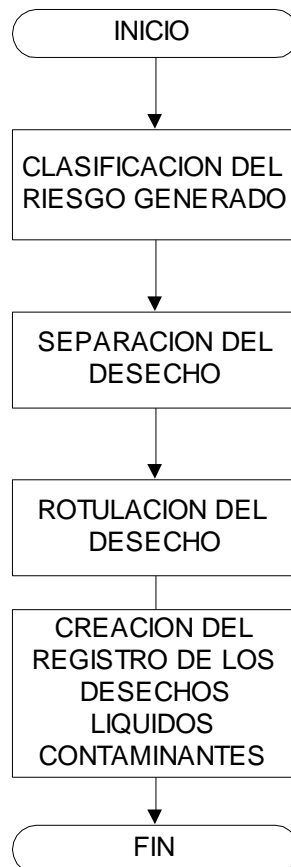 INICIO
CLASIFICACION DEL
RIESGO GENERADO
SEPARACION DEL
DESECHO
ROTULACION DEL
DESECHO
CREACION DEL
REGISTRO DE LOS
DESECHOS
LIQUIDOS
CONTAMINANTES
FIN